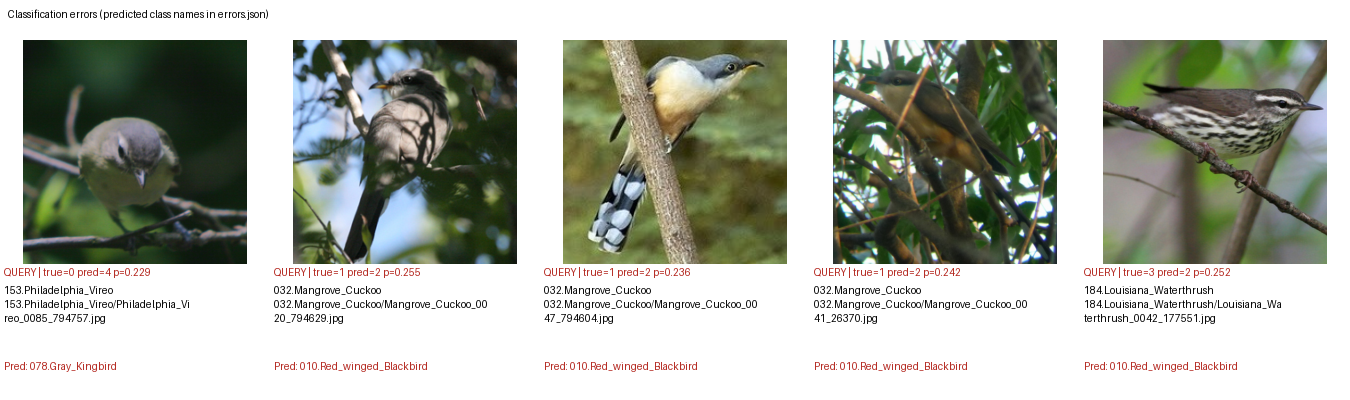 Classification errors (predicted class names in errors.json)
QUERY | true=0 pred=4 p=0.229
153.Philadelphia_Vireo
153.Philadelphia_Vireo/Philadelphia_Vi
reo_0085_794757.jpg
Pred: 078.Gray_Kingbird
QUERY | true=1 pred=2 p=0.255
032.Mangrove_Cuckoo
032.Mangrove_Cuckoo/Mangrove_Cuckoo_00
20_794629.jpg
Pred: 010.Red_winged_Blackbird
QUERY | true=1 pred=2 p=0.236
032.Mangrove_Cuckoo
032.Mangrove_Cuckoo/Mangrove_Cuckoo_00
47_794604.jpg
Pred: 010.Red_winged_Blackbird
QUERY | true=1 pred=2 p=0.242
032.Mangrove_Cuckoo
032.Mangrove_Cuckoo/Mangrove_Cuckoo_00
41_26370.jpg
Pred: 010.Red_winged_Blackbird
QUERY | true=3 pred=2 p=0.252
184.Louisiana_Waterthrush
184.Louisiana_Waterthrush/Louisiana_Wa
terthrush_0042_177551.jpg
Pred: 010.Red_winged_Blackbird